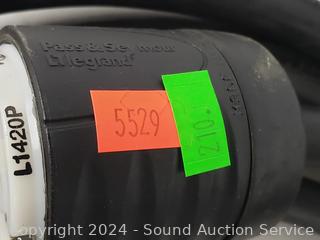 Pass & Seymour
legrand
5529
210.
L1420P
Copyright 2024 - Sound Auction Service